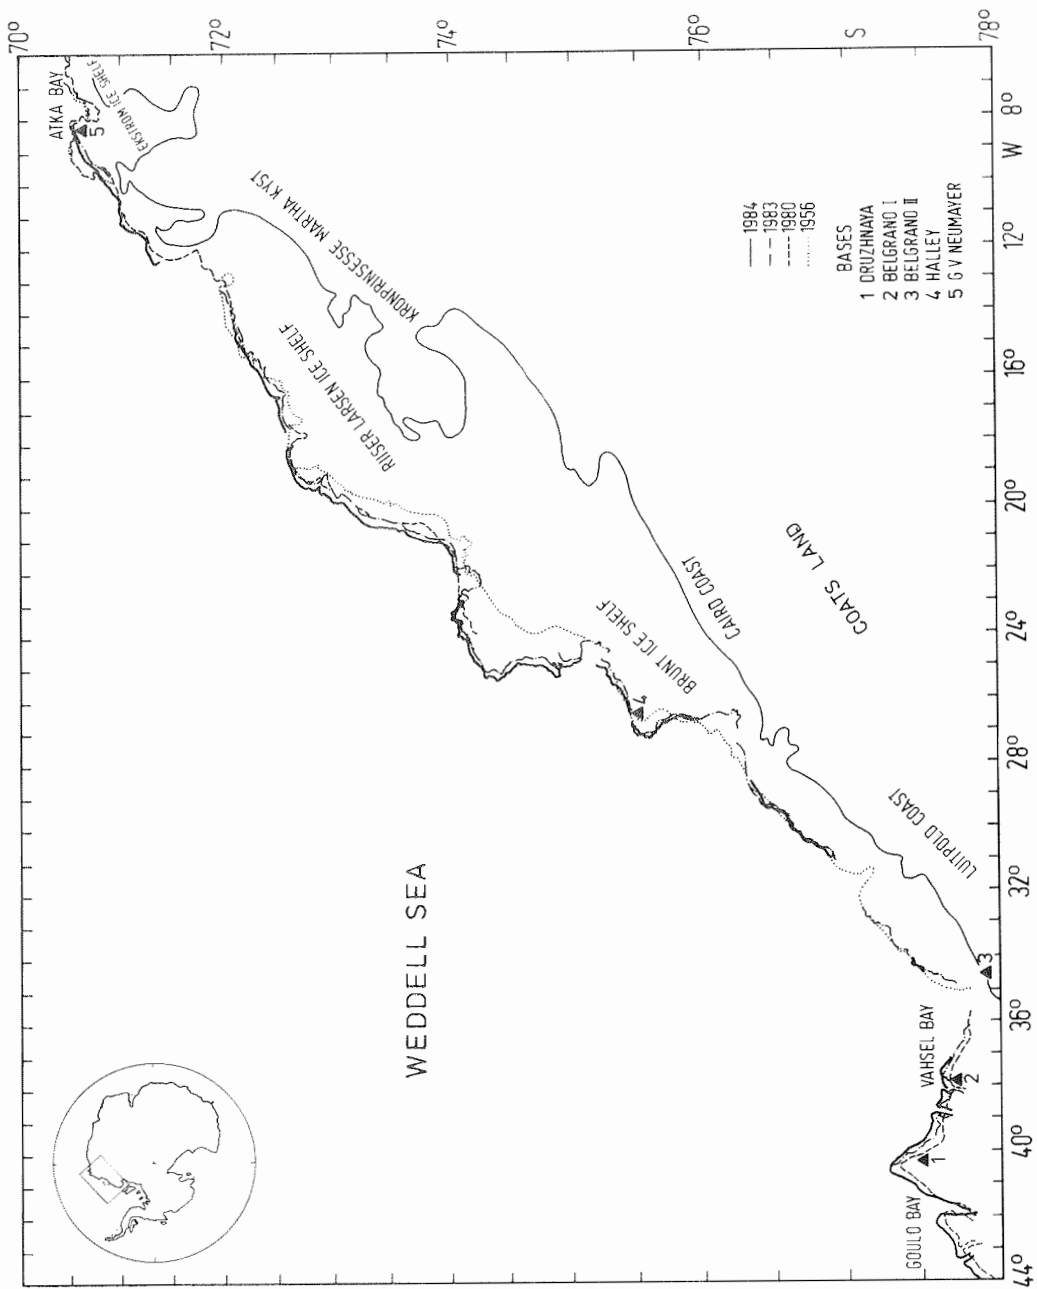 70°
72°
74°
76°
S
78°
44°
40°
36°
32°
28°
24°
20°
16°
12°
W
8°
ATKA BAY
EKSTROM ICE SHELF
5
KRONPRINSESSE MARTHA KYST
RIISER LARSEN ICE SHELF
WEDDELL SEA
BRUNT ICE SHELF
4
CAIRD COAST
COATS LAND
LUITPOLD COAST
GOULD BAY
1
VAHSEL BAY
2
3
1984
1983
1980
1956
BASES
1 DRUZHNAYA
2 BELGRANO I
3 BELGRANO II
4 HALLEY
5 G V NEUMAYER